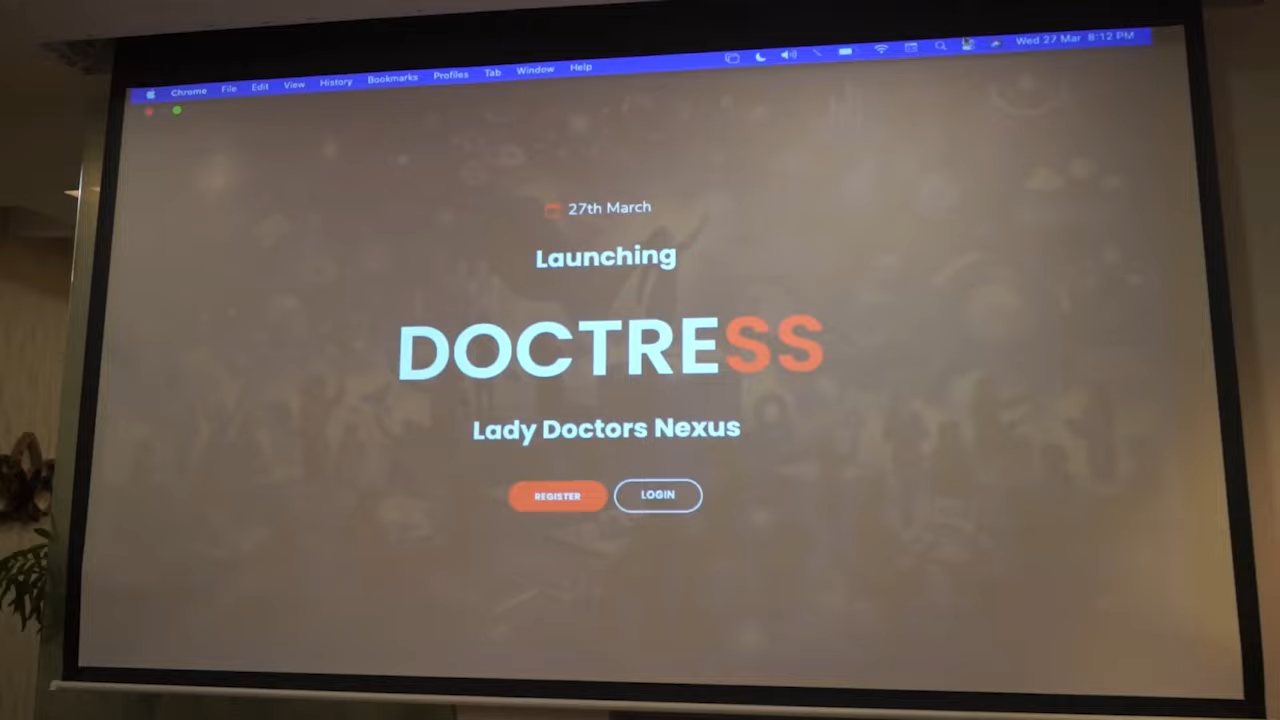 Chrome File Edit View History Bookmarks Profiles Tab Window Help Wed 27 Mar 8:12 PM
27th March
Launching
DOCTRESS
Lady Doctors Nexus
REGISTER LOGIN